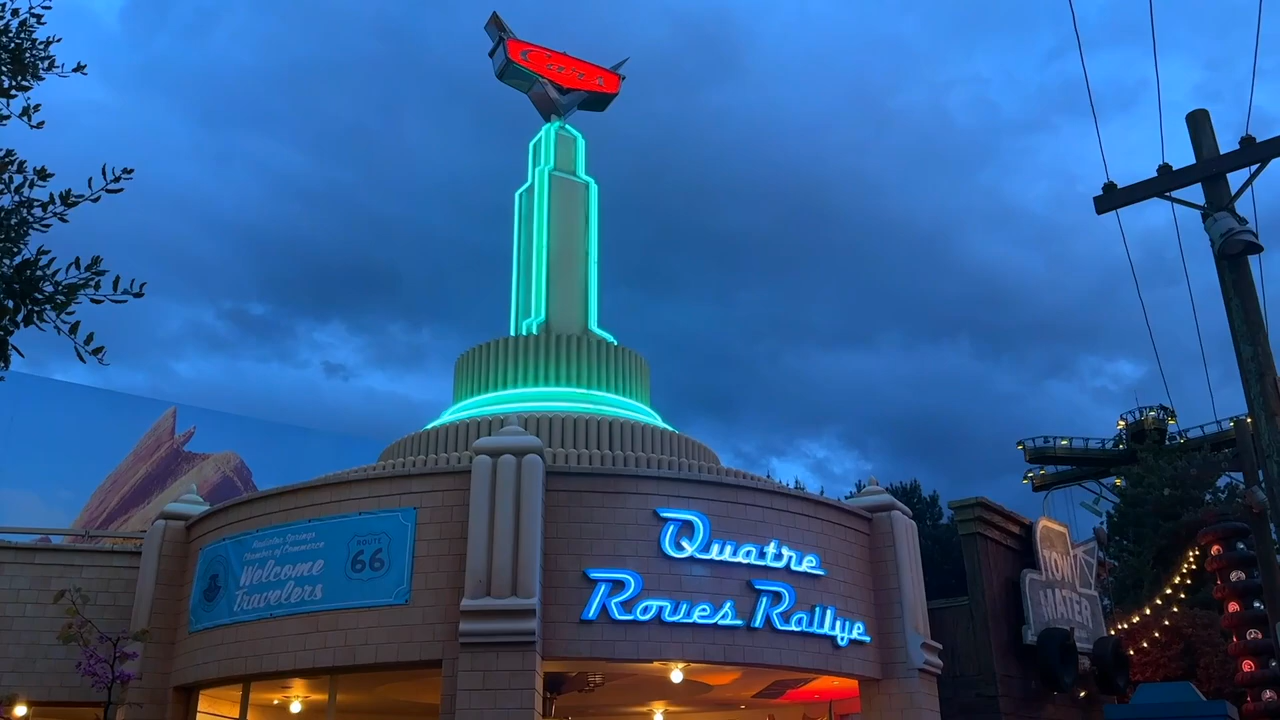 Cars
Radiator Springs
Chamber of Commerce
Welcome
Travelers
ROUTE
66
Quatre
Roues Rallye
TOW
MATER